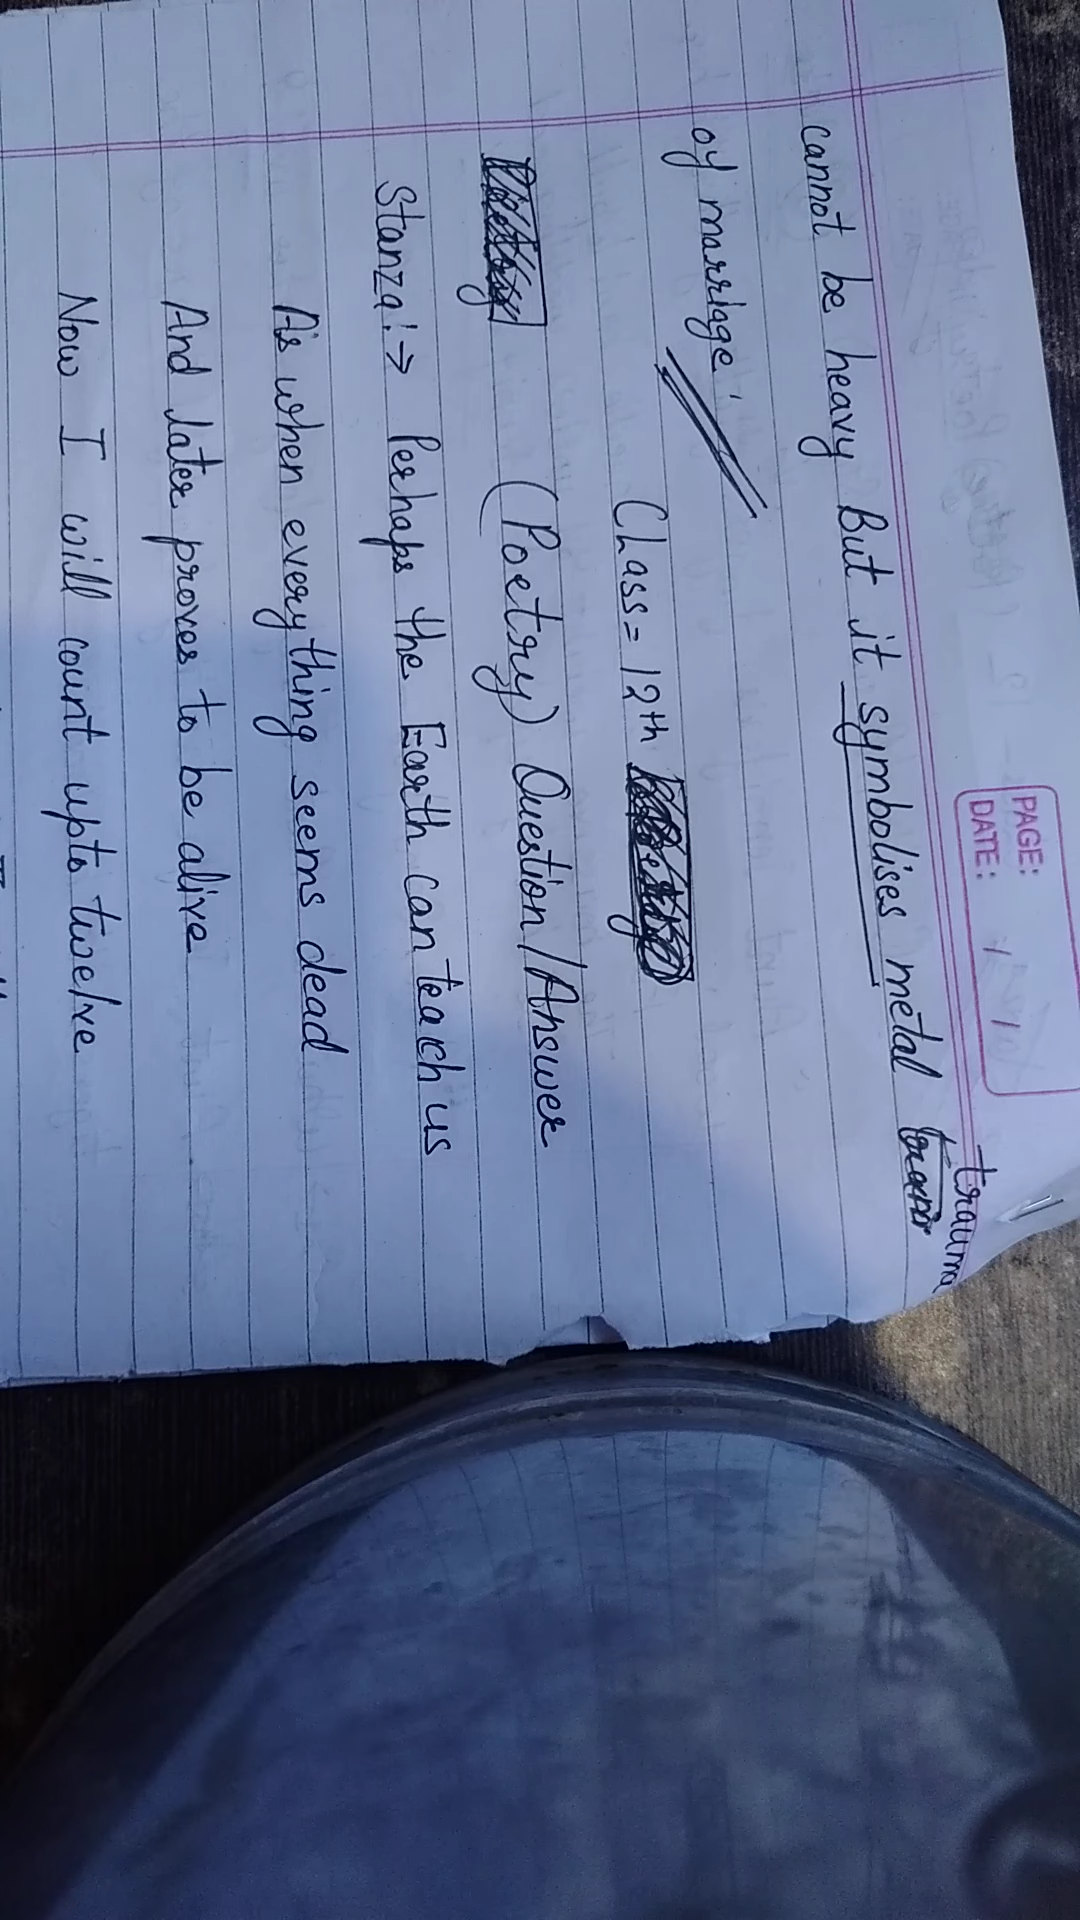 PAGE:
DATE: / /
trauma
cannot be heavy But it symbolises metal
of marriage
Class = 12th
(Poetry) Question/Answer
Stanza:→ Perhaps the Earth can teach us
As when everything seems dead
And later proves to be alive
Now I will count upto twelve